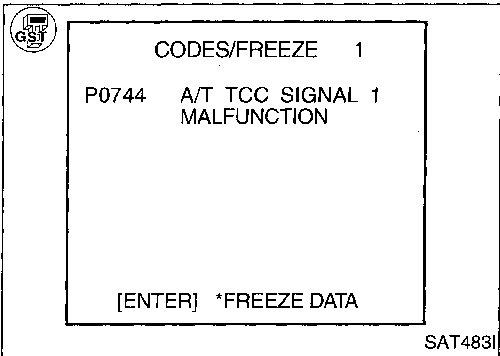 GST
CODES/FREEZE 1
P0744 A/T TCC SIGNAL 1
MALFUNCTION
[ENTER] *FREEZE DATA
SAT483I